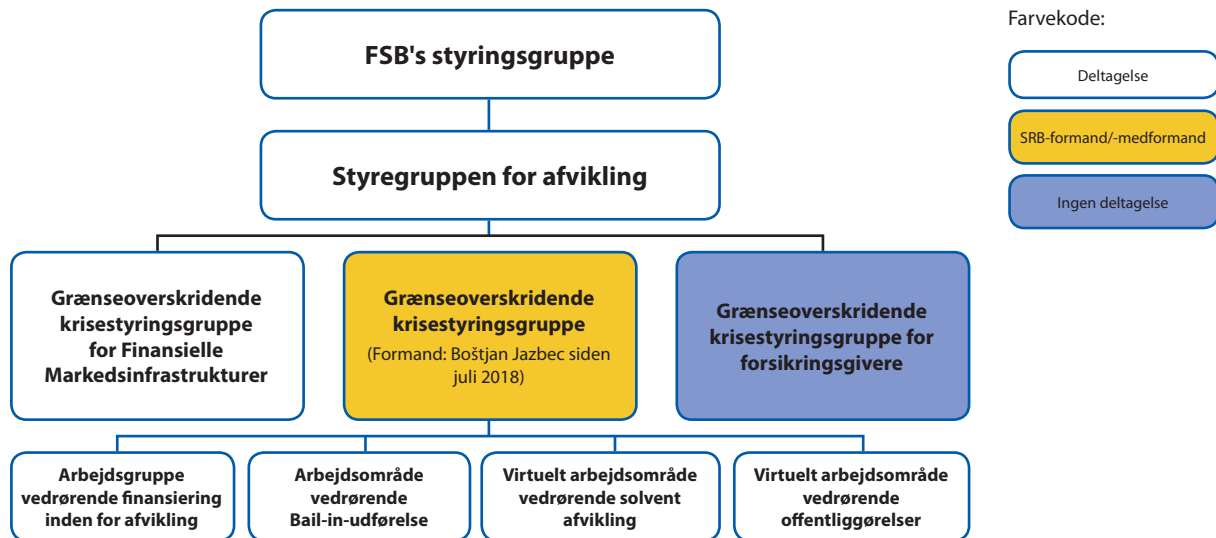 FSB's styringsgruppe
Styregruppen for afvikling
Grænseoverskridende
krisestyringsgruppe
for Finansielle
Markedsinfrastrukturer
Grænseoverskridende
krisestyringsgruppe
(Formand: Boštjan Jazbec siden
juli 2018)
Grænseoverskridende
krisestyringsgruppe for
forsikringsgivere
Arbejdsgruppe
vedrørende finansiering
inden for afvikling
Arbejdsområde
vedrørende
Bail-in-udførelse
Virtuelt arbejdsområde
vedrørende solvent
afvikling
Virtuelt arbejdsområde
vedrørende
offentliggørelser
Farvekode:
Deltagelse
SRB-formand/-medformand
Ingen deltagelse